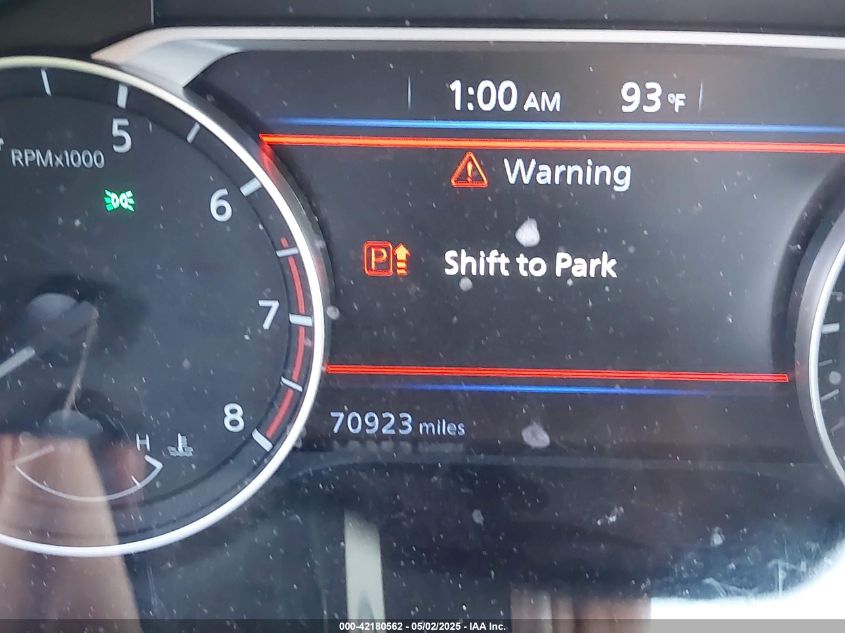 1:00 AM 93 °F
Warning
P Shift to Park
70923 miles
5
RPMx1000
6
7
8
H
000-42180562 - 05/02/2025 - IAA Inc.